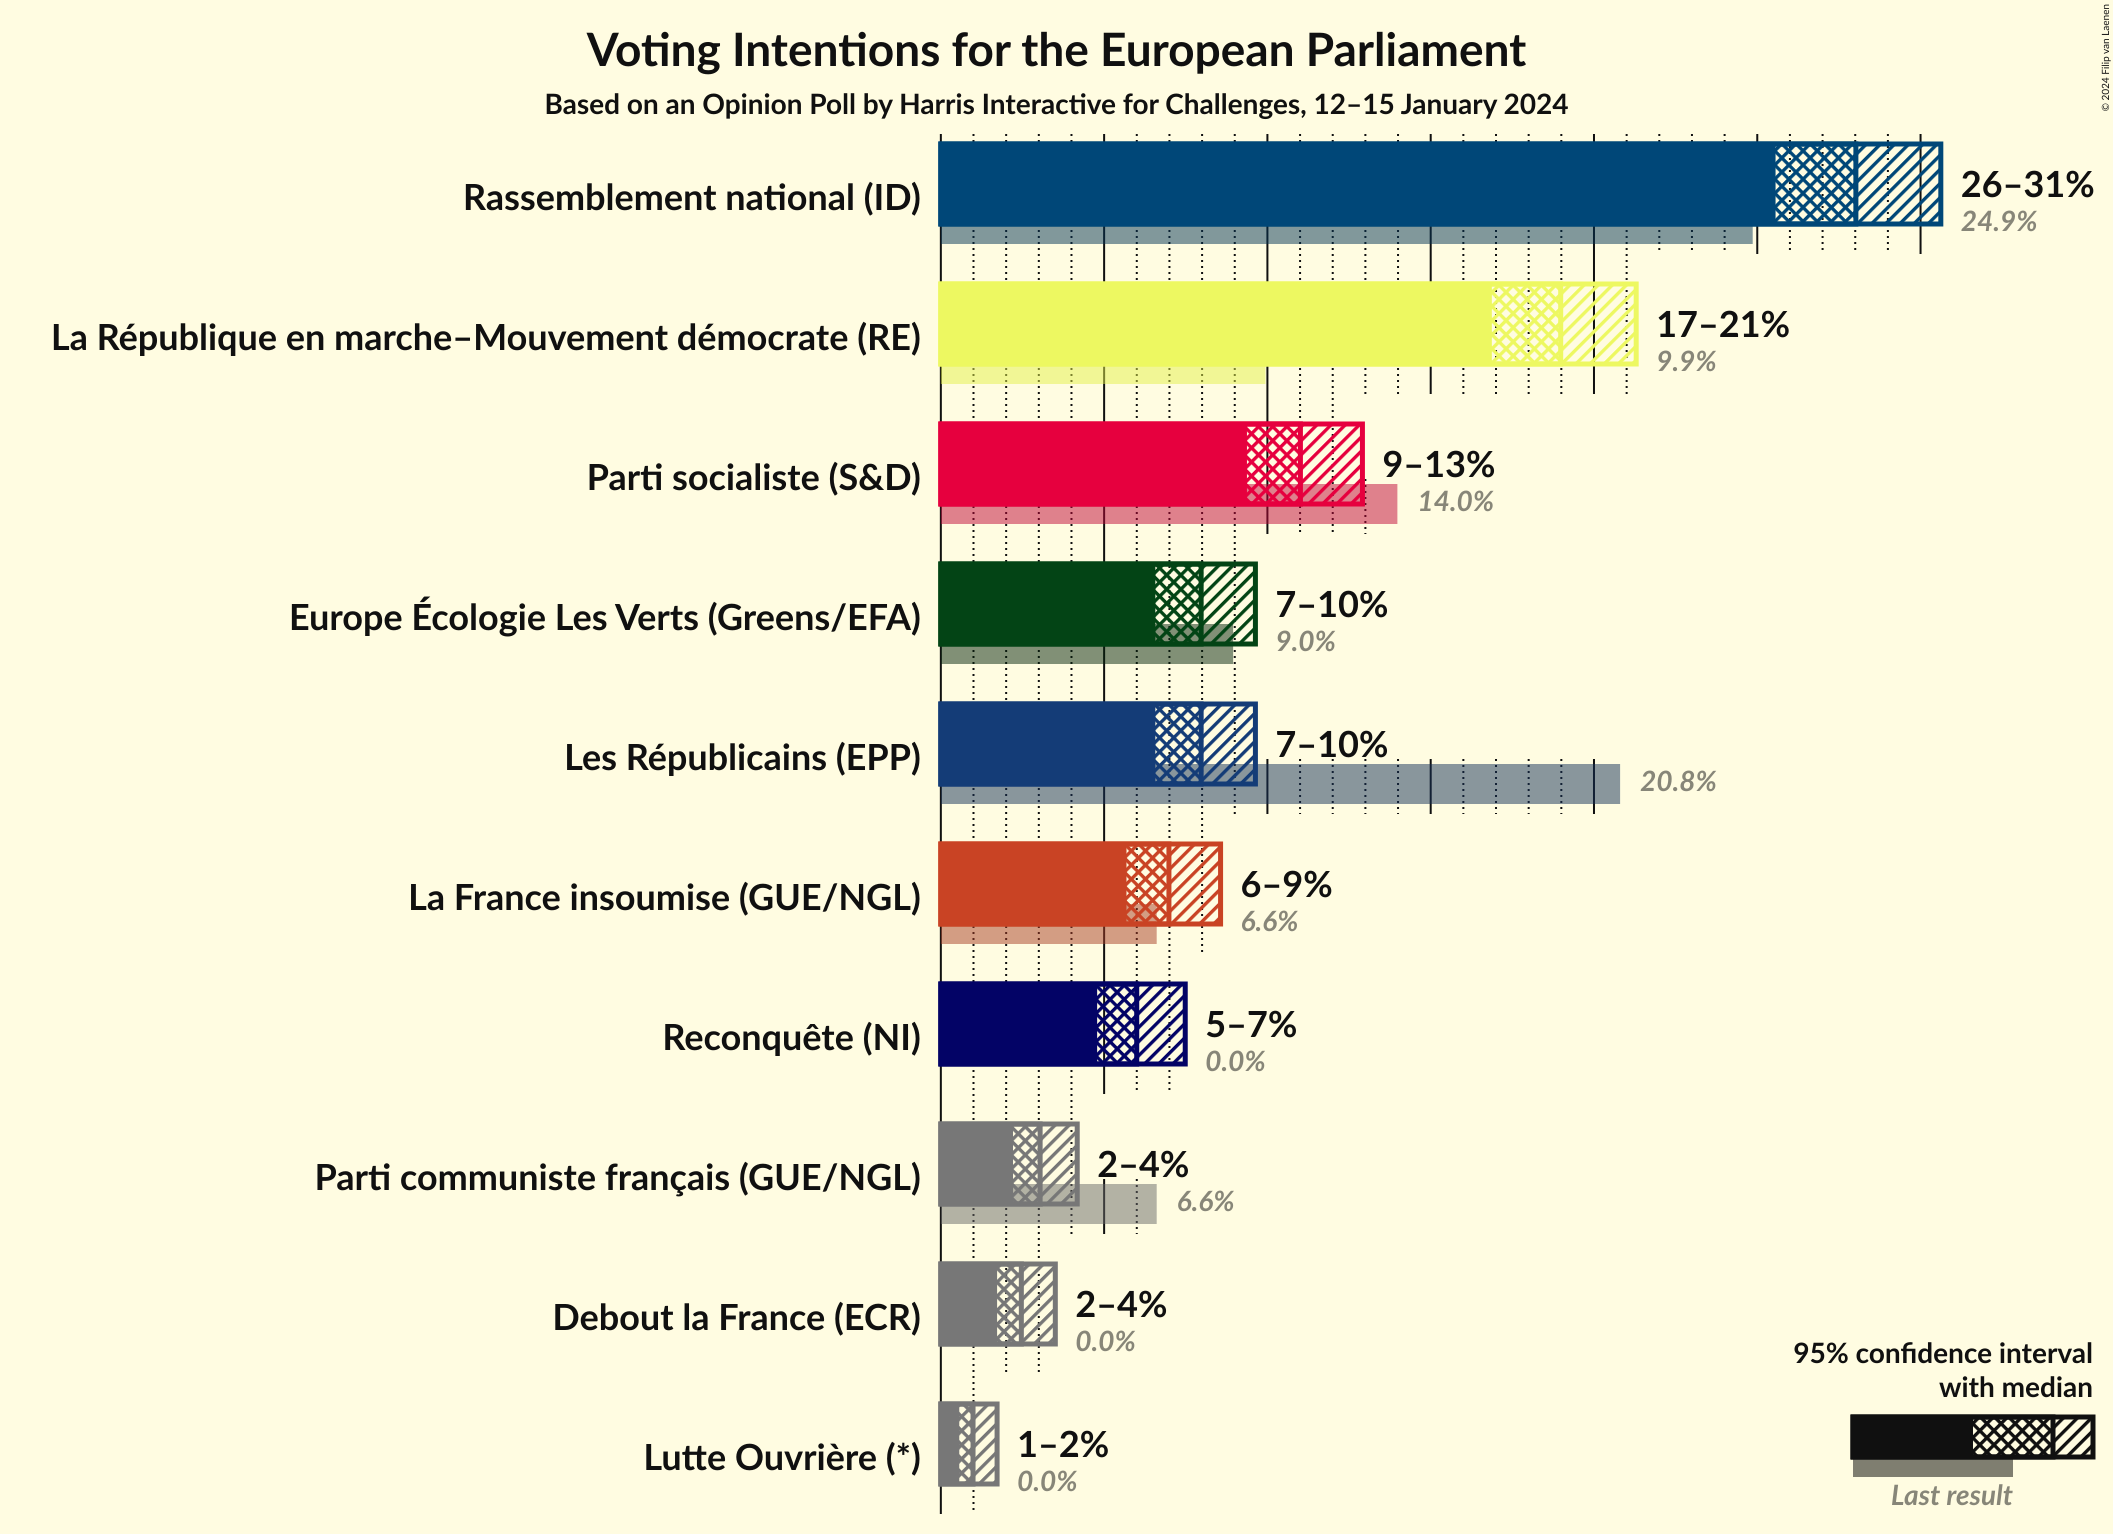 © 2024 Filip van Laenen
Voting Intentions for the European Parliament
Based on an Opinion Poll by Harris Interactive for Challenges, 12–15 January 2024
Rassemblement national (ID)
26–31%
24.9%
La République en marche–Mouvement démocrate (RE)
17–21%
9.9%
Parti socialiste (S&D)
9–13%
14.0%
Europe Écologie Les Verts (Greens/EFA)
7–10%
9.0%
Les Républicains (EPP)
7–10%
20.8%
La France insoumise (GUE/NGL)
6–9%
6.6%
Reconquête (NI)
5–7%
0.0%
Parti communiste français (GUE/NGL)
2–4%
6.6%
Debout la France (ECR)
2–4%
0.0%
Lutte Ouvrière (*)
1–2%
0.0%
95% confidence interval
with median
Last result